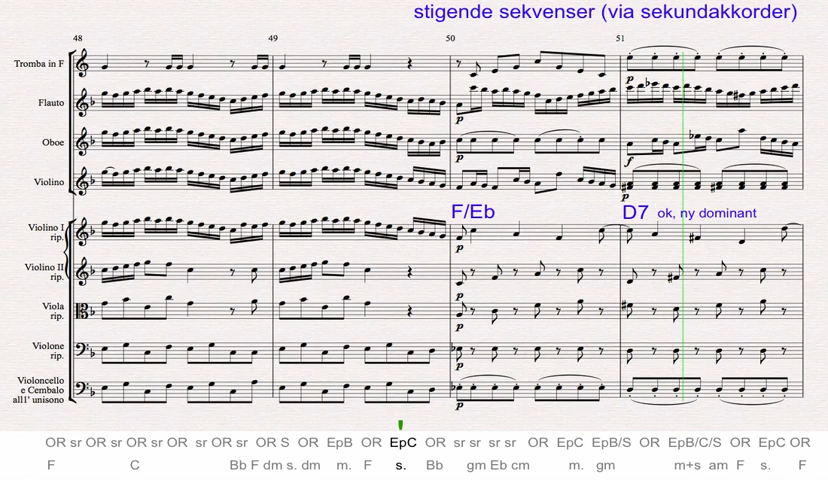 stigende sekvenser (via sekundakkorder)
48 49 50 51
Tromba in F
p
Flauto
p
Oboe
p f
Violino
p
F/Eb D7 ok, ny dominant
Violino I
rip.
p
Violino II
rip.
p
Viola
rip.
p
Violone
rip.
p
Violoncello
e Cembalo
all1' unisono
p
OR sr OR sr OR sr OR sr OR sr OR S OR EpB OR EpC OR sr sr sr sr OR EpC EpB/S OR EpB/C/S OR EpC OR
F C Bb F dm s. dm m. F s. Bb gm Eb cm m. gm m+s am F s. F